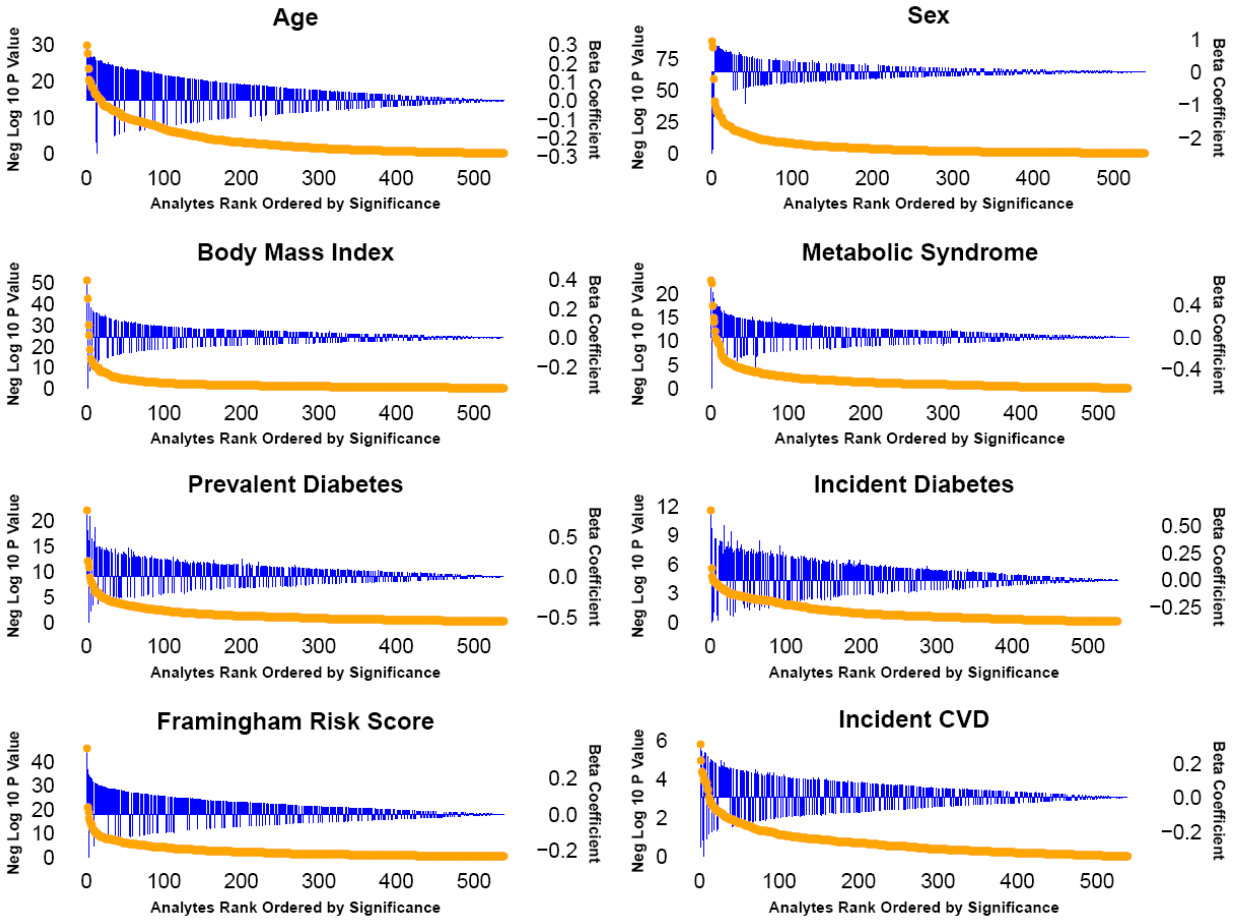 Age
Neg Log 10 P Value
30
20
10
0
0.3
0.2
0.1
0.0
−0.1
−0.2
−0.3
Beta Coefficient
0 100 200 300 400 500
Analytes Rank Ordered by Significance
Sex
Neg Log 10 P Value
75
50
25
0
1
0
−1
−2
Beta Coefficient
0 100 200 300 400 500
Analytes Rank Ordered by Significance
Body Mass Index
Neg Log 10 P Value
50
40
30
20
10
0
0.4
0.2
0.0
−0.2
Beta Coefficient
0 100 200 300 400 500
Analytes Rank Ordered by Significance
Metabolic Syndrome
Neg Log 10 P Value
20
15
10
5
0
0.4
0.0
−0.4
Beta Coefficient
0 100 200 300 400 500
Analytes Rank Ordered by Significance
Prevalent Diabetes
Neg Log 10 P Value
20
15
10
5
0
0.5
0.0
−0.5
Beta Coefficient
0 100 200 300 400 500
Analytes Rank Ordered by Significance
Incident Diabetes
Neg Log 10 P Value
12
9
6
3
0
0.50
0.25
0.00
−0.25
Beta Coefficient
0 100 200 300 400 500
Analytes Rank Ordered by Significance
Framingham Risk Score
Neg Log 10 P Value
40
30
20
10
0
0.2
0.0
−0.2
Beta Coefficient
0 100 200 300 400 500
Analytes Rank Ordered by Significance
Incident CVD
Neg Log 10 P Value
6
4
2
0
0.2
0.0
−0.2
Beta Coefficient
0 100 200 300 400 500
Analytes Rank Ordered by Significance